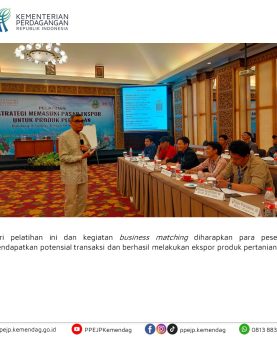 KEMENTERIAN
PERDAGANGAN
REPUBLIK INDONESIA
PELATIHAN
STRATEGI MEMASUKI PASAR EKSPOR
UNTUK PRODUK PERTANIAN
ri pelatihan ini dan kegiatan business matching diharapkan para pese
endapatkan potensial transaksi dan berhasil melakukan ekspor produk pertanian
ppejp.kemendag.go.id
PPEJPKemendag
ppejp.kemendag
0813 883